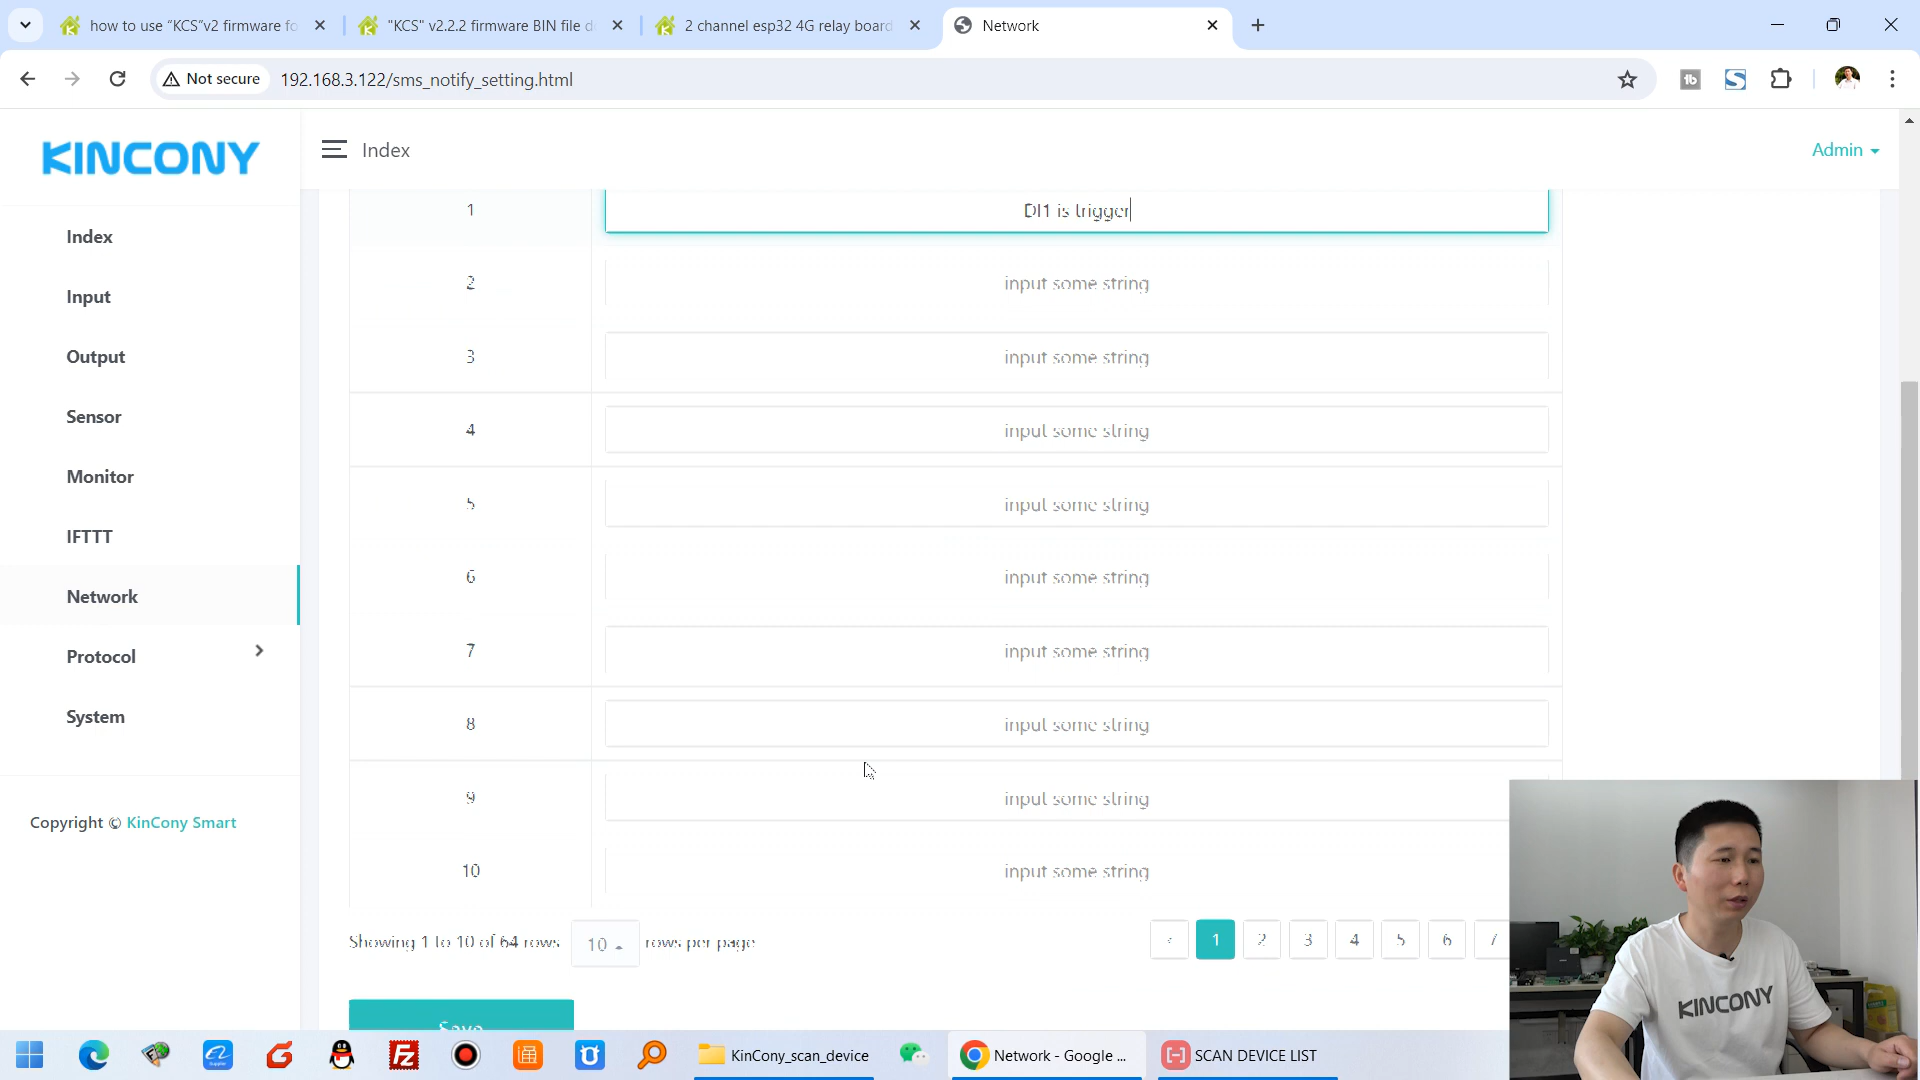 how to use “KCS”v2 firmware fo
"KCS" v2.2.2 firmware BIN file d
2 channel esp32 4G relay board
Network
Not secure
192.168.3.122/sms_notify_setting.html
KINCONY
Index
Admin
Index
Input
Output
Sensor
Monitor
IFTTT
Network
Protocol
System
Copyright © KinCony Smart
1 DI1 is trigger
2 input some string
3 input some string
4 input some string
5 input some string
6 input some string
7 input some string
8 input some string
9 input some string
10 input some string
Showing 1 to 10 of 64 rows 10 rows per page
‹ 1 2 3 4 5 6 7
Save
KINCONY
KinCony_scan_device
Network - Google ...
SCAN DEVICE LIST